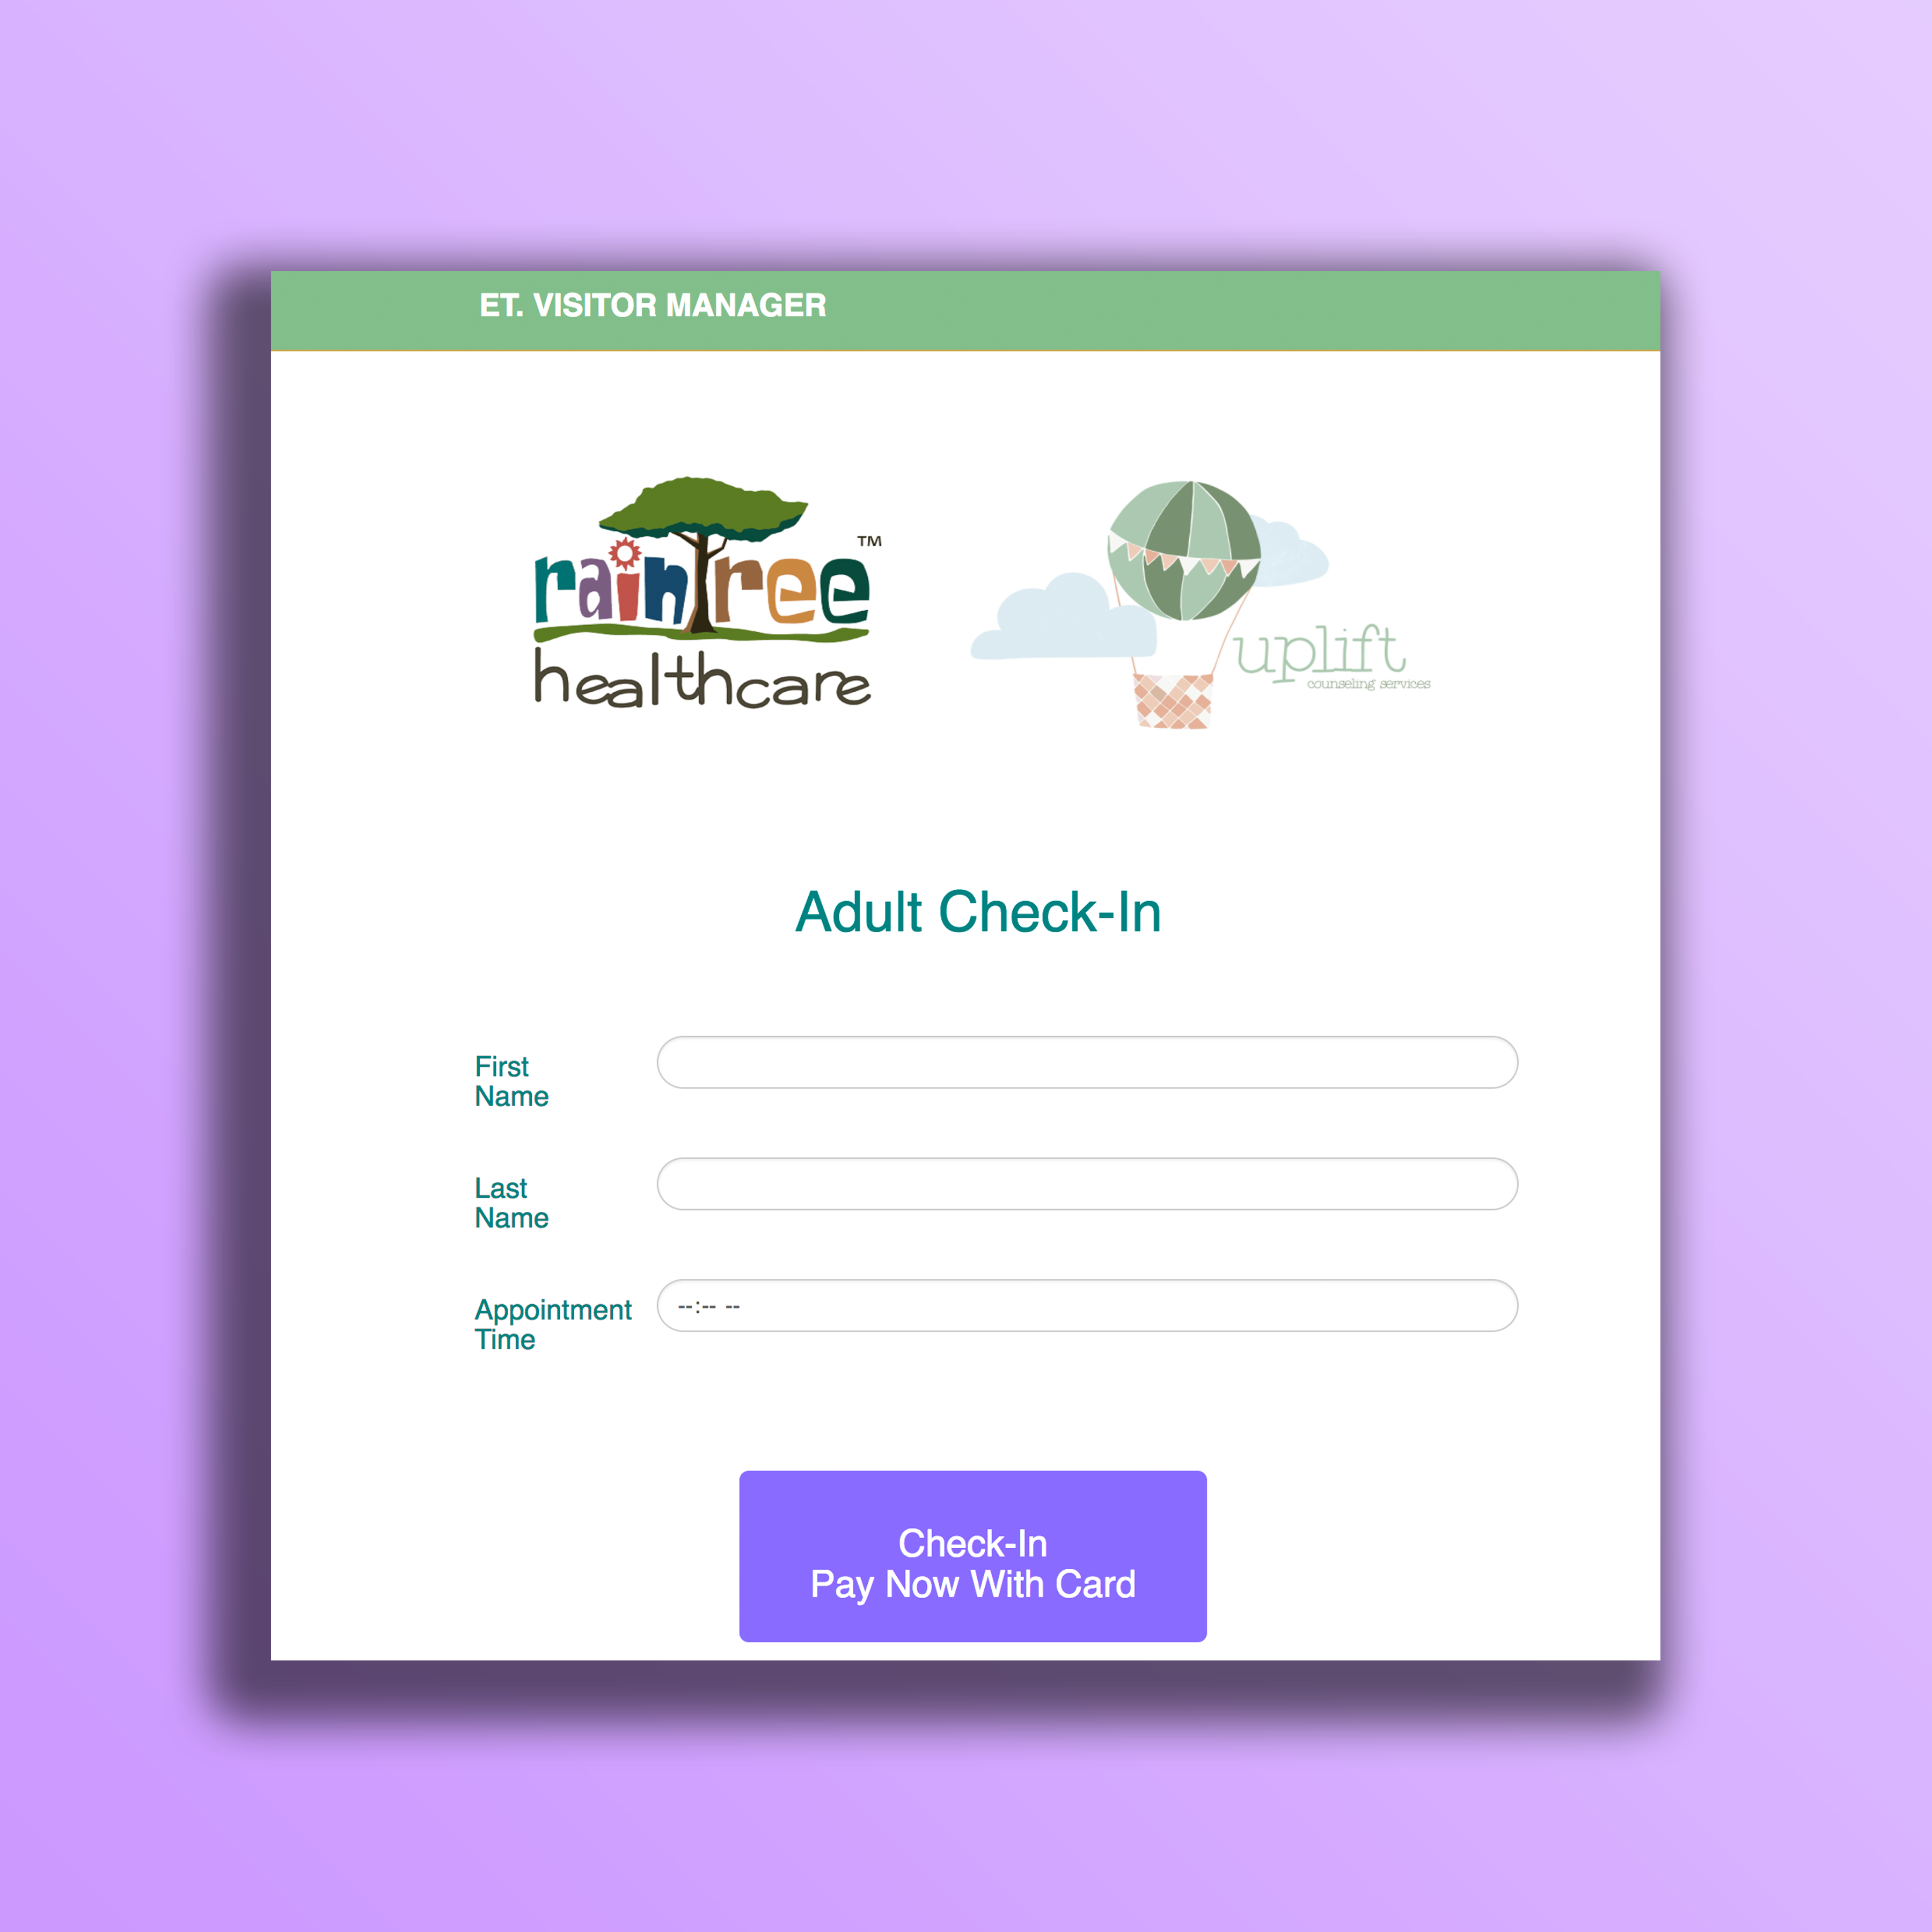 ET. VISITOR MANAGER
raintree™
healthcare
uplift
counseling services
Adult Check-In
First
Name
Last
Name
Appointment
Time
--:-- --
Check-In
Pay Now With Card